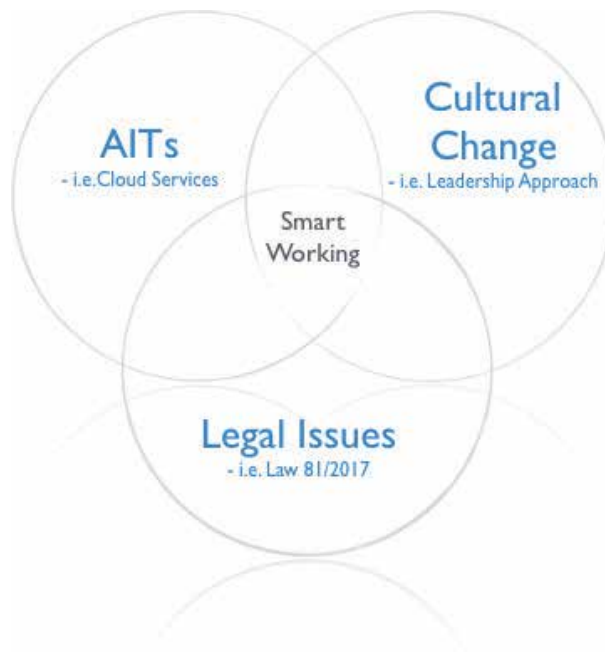 AITs
- i.e.Cloud Services
Cultural
Change
- i.e. Leadership Approach
Smart
Working
Legal Issues
- i.e. Law 81/2017